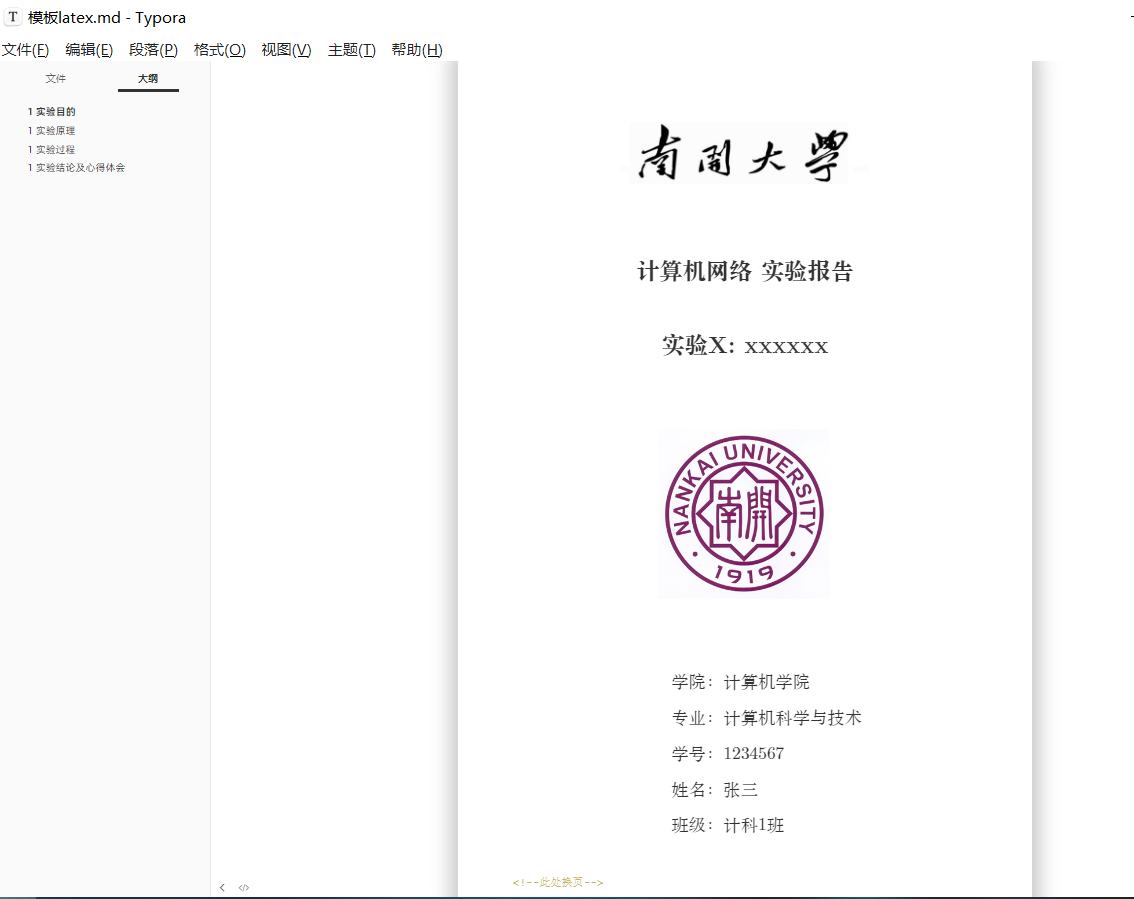 T 模板latex.md - Typora
文件(F) 编辑(E) 段落(P) 格式(O) 视图(V) 主题(T) 帮助(H)
文件 大纲
1 实验目的
1 实验原理
1 实验过程
1 实验结论及心得体会
南開大學
计算机网络 实验报告
实验X: xxxxxx
NANKAI UNIVERSITY
南開
1919
学院：计算机学院
专业：计算机科学与技术
学号：1234567
姓名：张三
班级：计科1班
<!--此处换页-->